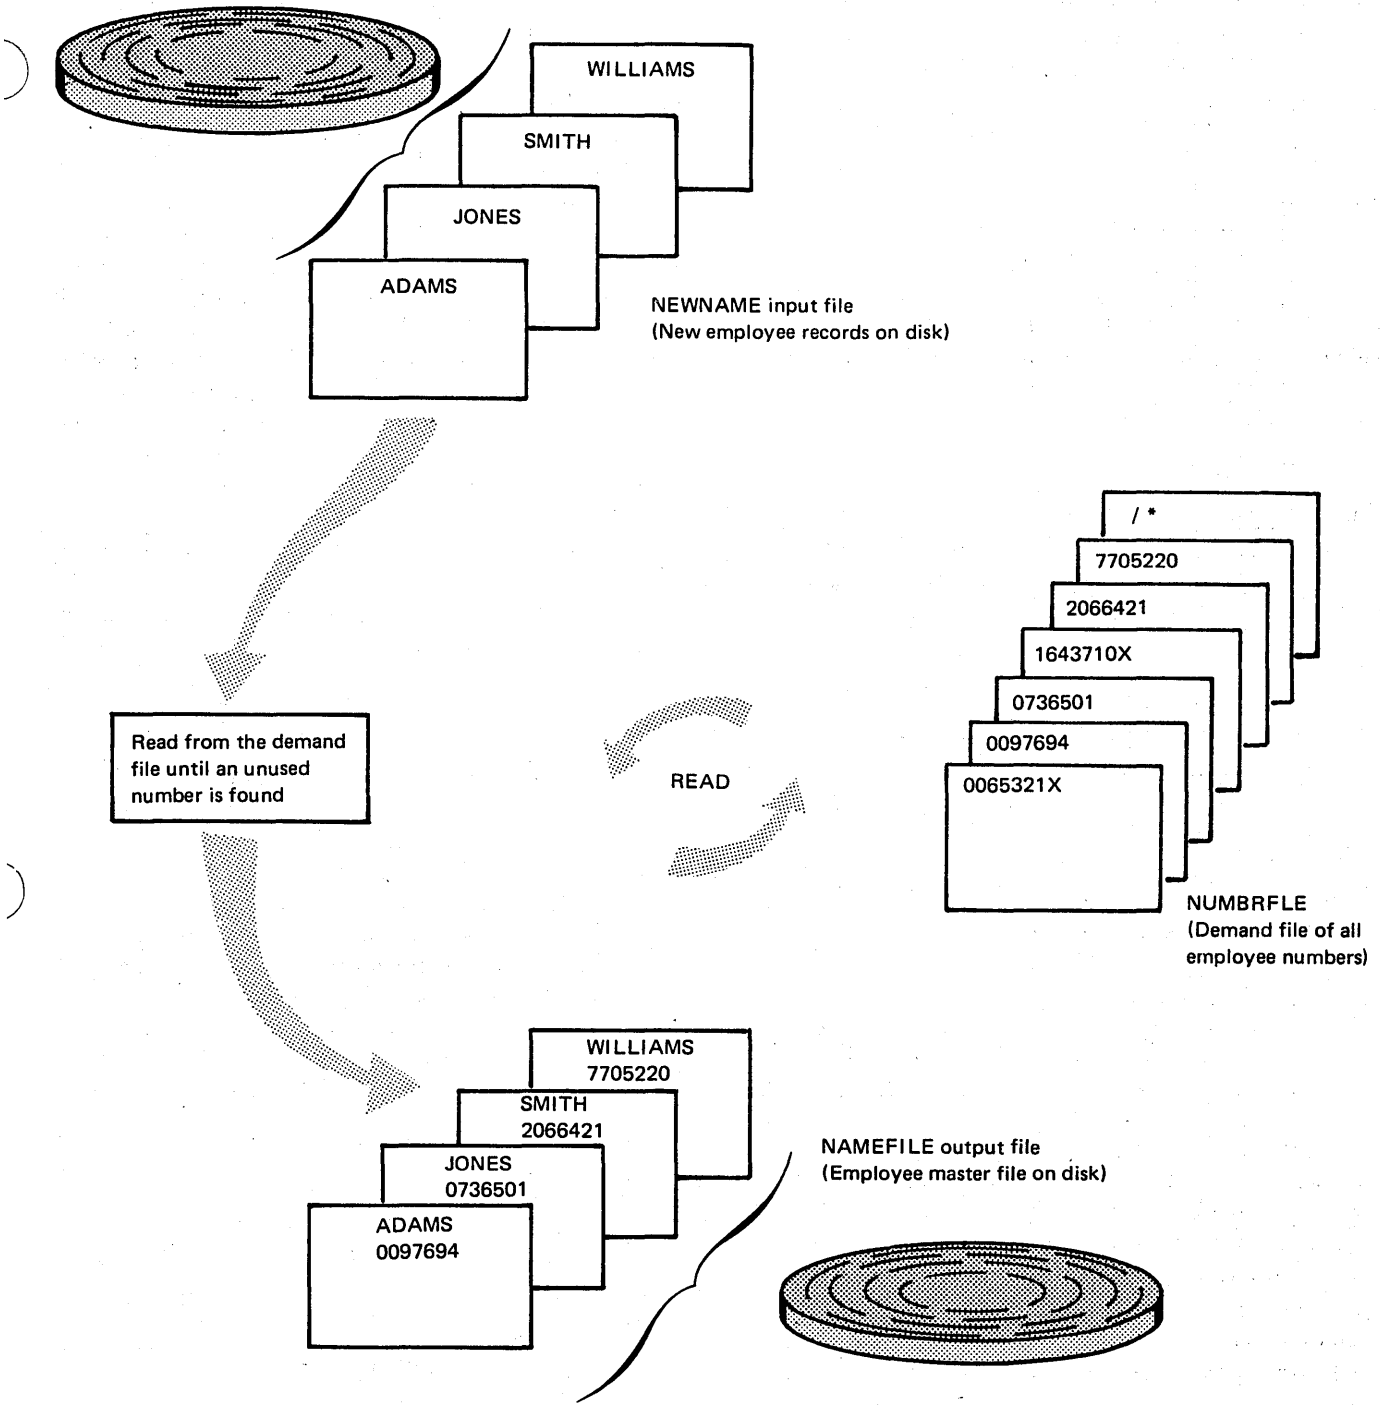 WILLIAMS
SMITH
JONES
ADAMS
NEWNAME input file
(New employee records on disk)
/ *
7705220
2066421
1643710X
0736501
0097694
0065321X
Read from the demand
file until an unused
number is found
READ
NUMBRFLE
(Demand file of all
employee numbers)
WILLIAMS
7705220
SMITH
2066421
JONES
0736501
ADAMS
0097694
NAMEFILE output file
(Employee master file on disk)